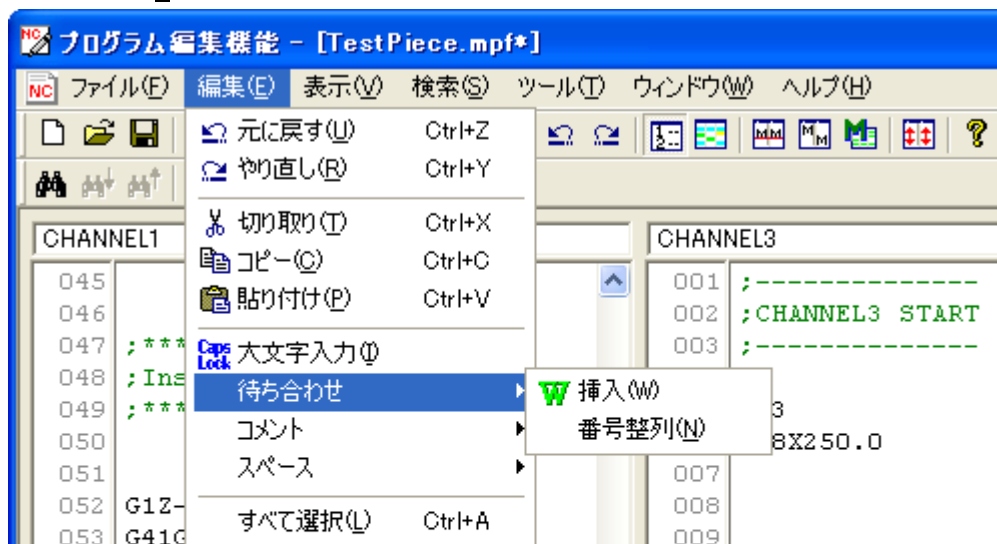 プログラム編集機能 - [TestPiece.mpf*]
NC ファイル(F) 編集(E) 表示(V) 検索(S) ツール(T) ウィンドウ(W) ヘルプ(H)
元に戻す(U) Ctrl+Z
やり直し(R) Ctrl+Y
切り取り(T) Ctrl+X
コピー(C) Ctrl+C
貼り付け(P) Ctrl+V
Caps Lock 大文字入力(I)
待ち合わせ
コメント
スペース
すべて選択(L) Ctrl+A
挿入(W)
番号整列(N)
CHANNEL1
045
046
047 ;***
048 ;Ins
049 ;***
050
051
052 G1Z-
053 G41G
CHANNEL3
001 ;--------------
002 ;CHANNEL3 START
003 ;--------------
3
8X250.0
007
008
009